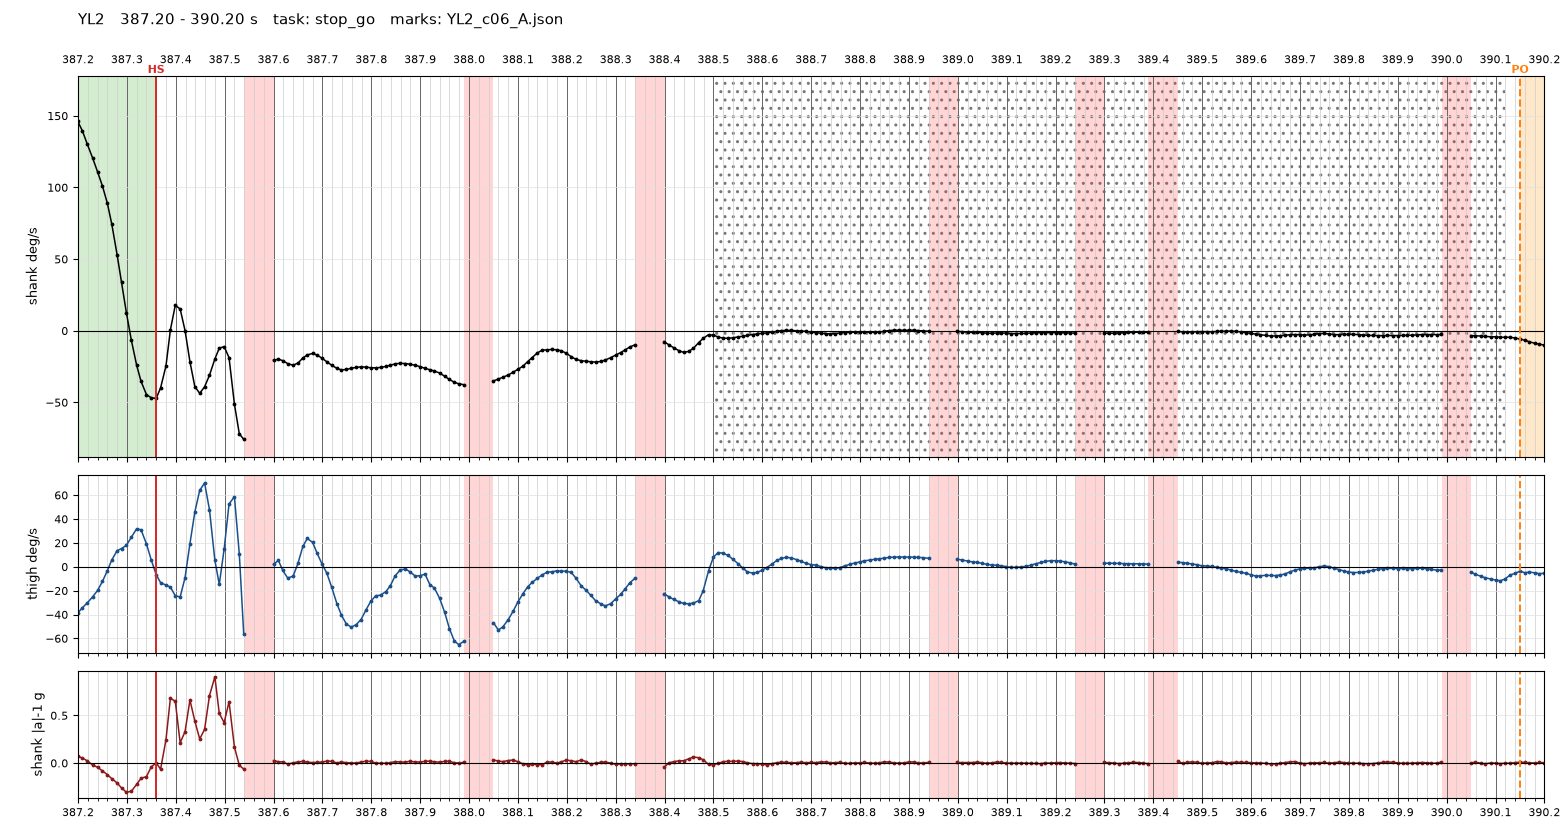 YL2 387.20 - 390.20 s task: stop_go marks: YL2_c06_A.json
387.2 387.3 387.4 387.5 387.6 387.7 387.8 387.9 388.0 388.1 388.2 388.3 388.4 388.5 388.6 388.7 388.8 388.9 389.0 389.1 389.2 389.3 389.4 389.5 389.6 389.7 389.8 389.9 390.0 390.1 390.2
HS PO
150
100
50
0
−50
shank deg/s
60
40
20
0
−20
−40
−60
thigh deg/s
0.5
0.0
shank |a|-1 g
387.2 387.3 387.4 387.5 387.6 387.7 387.8 387.9 388.0 388.1 388.2 388.3 388.4 388.5 388.6 388.7 388.8 388.9 389.0 389.1 389.2 389.3 389.4 389.5 389.6 389.7 389.8 389.9 390.0 390.1 390.2